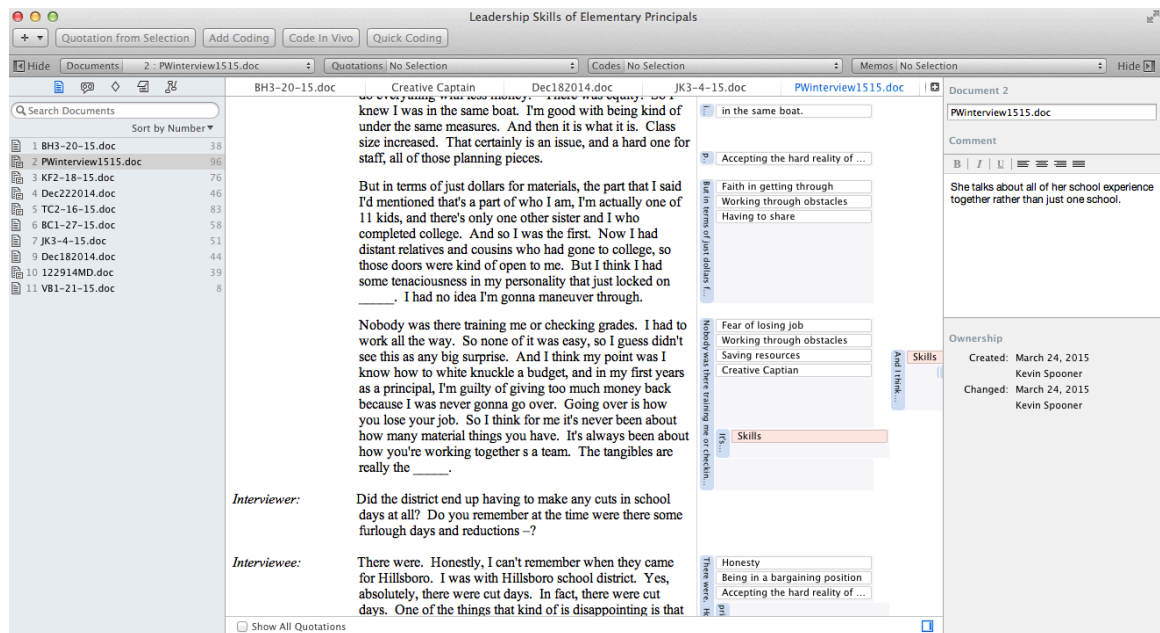 Leadership Skills of Elementary Principals
+ Quotation from Selection Add Coding Code In Vivo Quick Coding
Hide Documents 2 : PWinterview1515.doc Quotations No Selection Codes No Selection Memos No Selection Hide
Search Documents
Sort by Number
1 BH3-20-15.doc 38
2 PWinterview1515.doc 96
3 KF2-18-15.doc 76
4 Dec222014.doc 46
5 TC2-16-15.doc 83
6 BC1-27-15.doc 58
7 JK3-4-15.doc 51
9 Dec182014.doc 44
10 122914MD.doc 39
11 VB1-21-15.doc 8
BH3-20-15.doc Creative Captain Dec182014.doc JK3-4-15.doc PWinterview1515.doc
do everything with less money. There was equity. So I
knew I was in the same boat. I'm good with being kind of
under the same measures. And then it is what it is. Class
size increased. That certainly is an issue, and a hard one for
staff, all of those planning pieces.
But in terms of just dollars for materials, the part that I said
I'd mentioned that's a part of who I am, I'm actually one of
11 kids, and there's only one other sister and I who
completed college. And so I was the first. Now I had
distant relatives and cousins who had gone to college, so
those doors were kind of open to me. But I think I had
some tenaciousness in my personality that just locked on
_____. I had no idea I'm gonna maneuver through.
Nobody was there training me or checking grades. I had to
work all the way. So none of it was easy, so I guess didn't
see this as any big surprise. And I think my point was I
know how to white knuckle a budget, and in my first years
as a principal, I'm guilty of giving too much money back
because I was never gonna go over. Going over is how
you lose your job. So I think for me it's never been about
how many material things you have. It's always been about
how you're working together s a team. The tangibles are
really the _____.
Interviewer: Did the district end up having to make any cuts in school
days at all? Do you remember at the time were there some
furlough days and reductions –?
Interviewee: There were. Honestly, I can't remember when they came
for Hillsboro. I was with Hillsboro school district. Yes,
absolutely, there were cut days. In fact, there were cut
days. One of the things that kind of is disappointing is that
Show All Quotations
i...
in the same boat.
p..
Accepting the hard reality of ...
But in terms of just dollars f...
Faith in getting through
Working through obstacles
Having to share
Nobody was there training me or checkin...
Fear of losing job
Working through obstacles
Saving resources
Creative Captian
And I think...
Skills
It's...
Skills
There were. Ho
Honesty
Being in a bargaining position
Accepting the hard reality of ...
pri
Document 2
PWinterview1515.doc
Comment
B I U
She talks about all of her school experience
together rather than just one school.
Ownership
Created: March 24, 2015
Kevin Spooner
Changed: March 24, 2015
Kevin Spooner